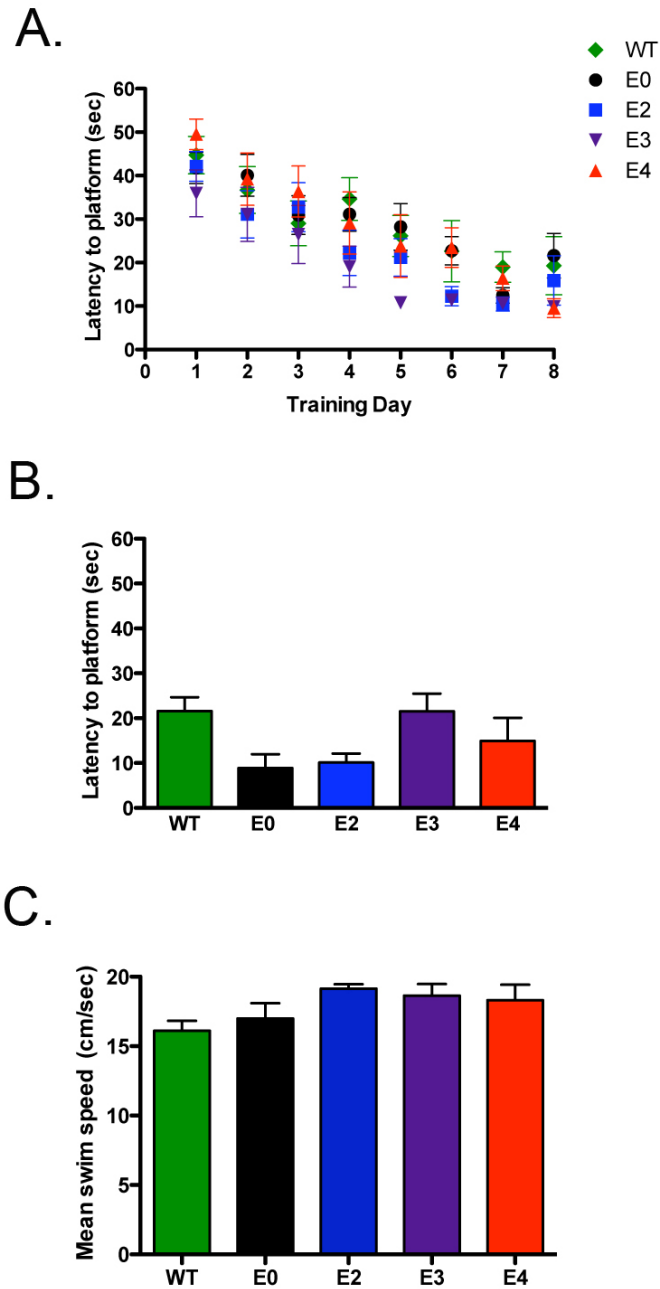 A.
WT
E0
E2
E3
E4
Latency to platform (sec)
60
50
40
30
20
10
0
0 1 2 3 4 5 6 7 8
Training Day
B.
Latency to platform (sec)
60
50
40
30
20
10
0
WT E0 E2 E3 E4
C.
Mean swim speed (cm/sec)
20
15
10
5
0
WT E0 E2 E3 E4